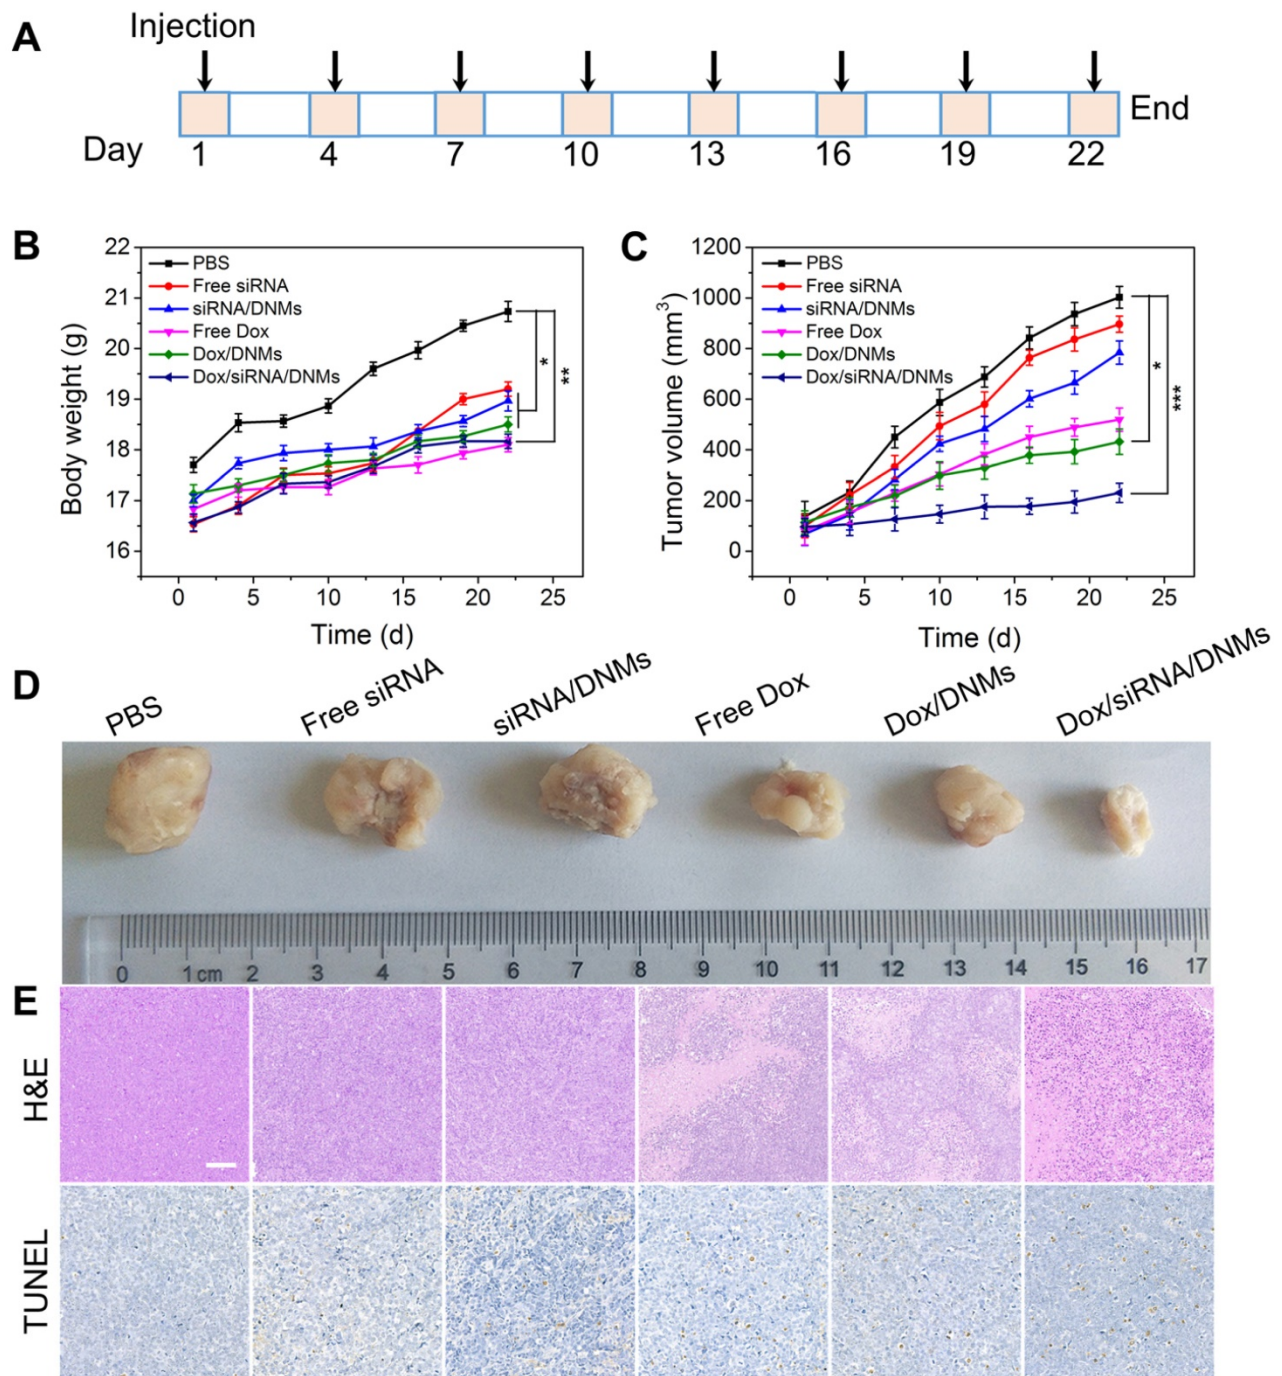 A
Injection
End
Day 1 4 7 10 13 16 19 22
B
22
21
20
19
18
17
16
Body weight (g)
PBS
Free siRNA
siRNA/DNMs
Free Dox
Dox/DNMs
Dox/siRNA/DNMs
*
**
0 5 10 15 20 25
Time (d)
C
1200
1000
800
600
400
200
0
Tumor volume (mm³)
PBS
Free siRNA
siRNA/DNMs
Free Dox
Dox/DNMs
Dox/siRNA/DNMs
*
***
0 5 10 15 20 25
Time (d)
D
PBS
Free siRNA
siRNA/DNMs
Free Dox
Dox/DNMs
Dox/siRNA/DNMs
0 1 cm 2 3 4 5 6 7 8 9 10 11 12 13 14 15 16 17
E
H&E
TUNEL